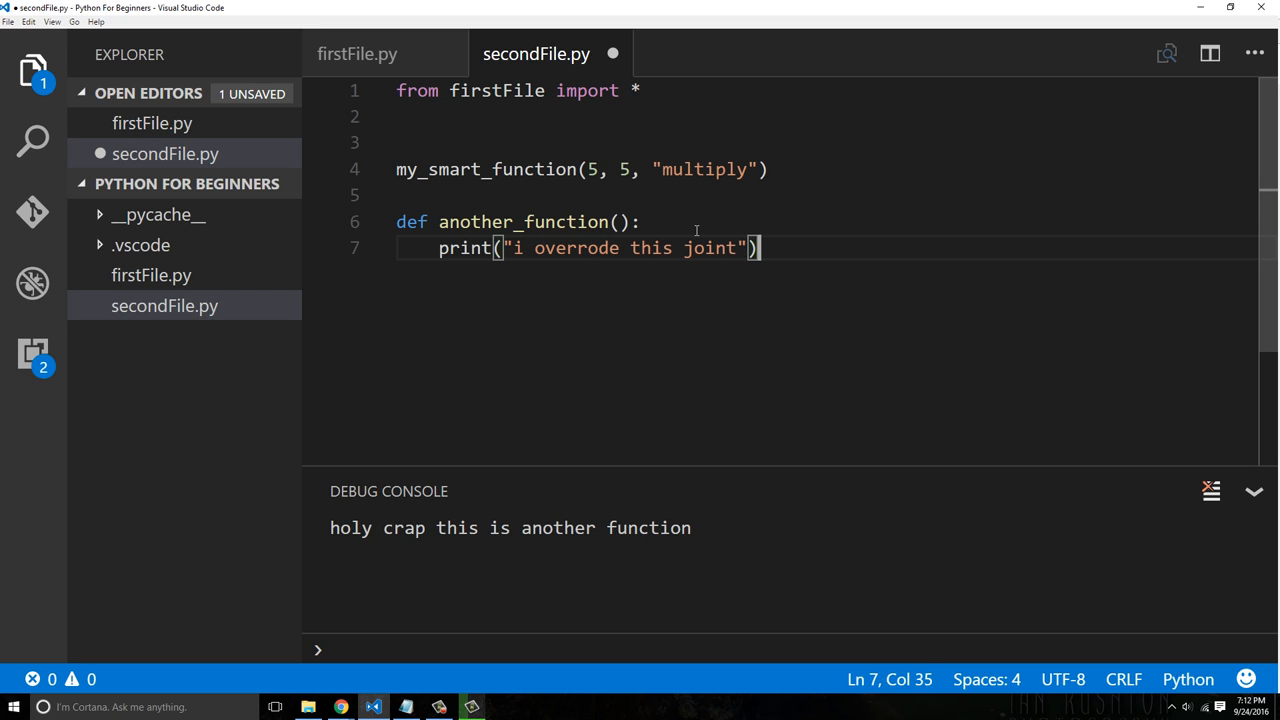 ● secondFile.py - Python For Beginners - Visual Studio Code
File Edit View Go Help
EXPLORER
OPEN EDITORS 1 UNSAVED
firstFile.py
secondFile.py
PYTHON FOR BEGINNERS
__pycache__
.vscode
firstFile.py
secondFile.py
1
2
firstFile.py secondFile.py
1 from firstFile import *
2
3
4 my_smart_function(5, 5, "multiply")
5
6 def another_function():
7 print("i overrode this joint")
DEBUG CONSOLE
holy crap this is another function
0 0 Ln 7, Col 35 Spaces: 4 UTF-8 CRLF Python
I'm Cortana. Ask me anything.
7:12 PM
9/24/2016